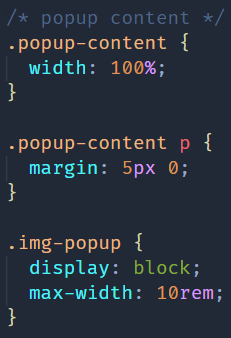 /* popup content */
.popup-content {
  width: 100%;
}

.popup-content p {
  margin: 5px 0;
}

.img-popup {
  display: block;
  max-width: 10rem;
}